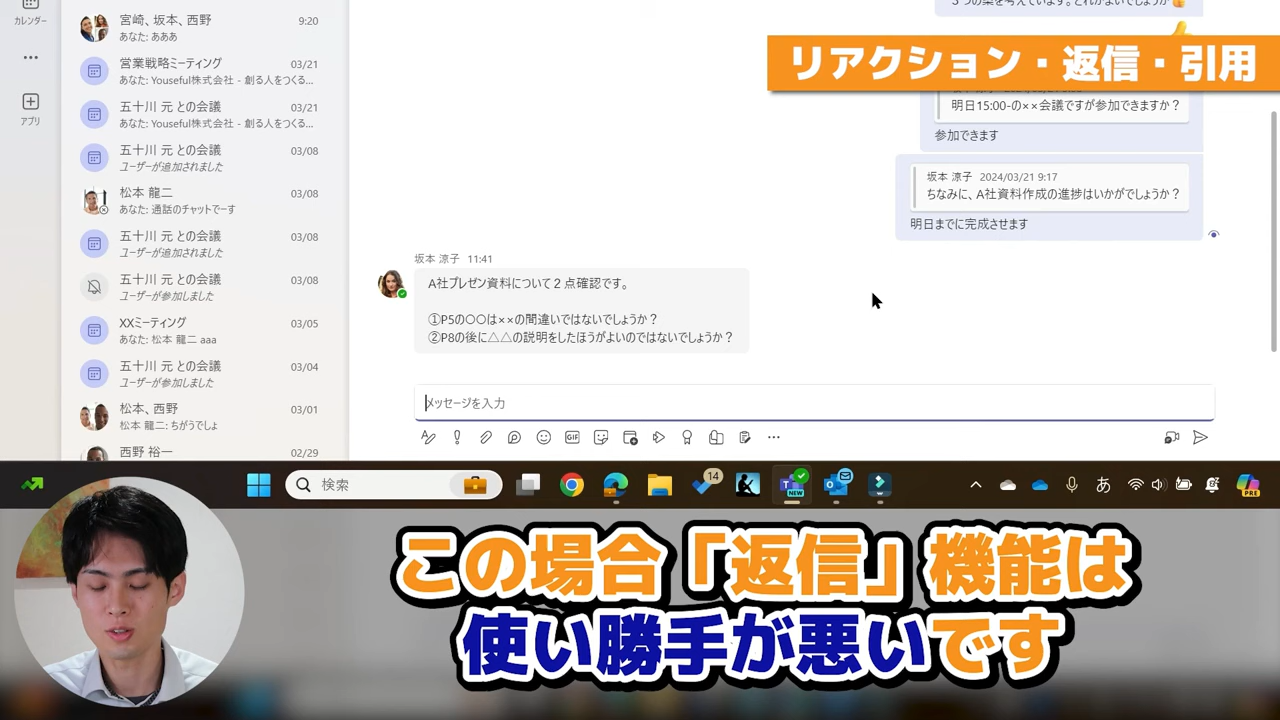 カレンダー
アプリ
宮崎、坂本、西野
9:20
あなた: あああ
営業戦略ミーティング
03/21
あなた: Youseful株式会社 - 創る人をつくる...
五十川 元 との会議
03/21
あなた: Youseful株式会社 - 創る人をつくる...
五十川 元 との会議
03/08
ユーザーが追加されました
松本 龍二
03/08
あなた: 通話のチャットでーす
五十川 元 との会議
03/08
ユーザーが追加されました
五十川 元 との会議
03/08
ユーザーが参加しました
XXミーティング
03/05
あなた: 松本 龍二 aaa
五十川 元 との会議
03/04
ユーザーが参加しました
松本、西野
03/01
松本 龍二: ちがうでしょ
西野 裕一
02/29
リアクション・返信・引用
明日15:00-の××会議ですが参加できますか？
参加できます
坂本 涼子 2024/03/21 9:17
ちなみに、A社資料作成の進捗はいかがでしょうか？
明日までに完成させます
坂本 涼子 11:41
A社プレゼン資料について２点確認です。
①P5の〇〇は××の間違いではないでしょうか？
②P8の後に△△の説明をしたほうがよいのではないでしょうか？
メッセージを入力
GIF
検索
14
NEW
あ
PRE
この場合「返信」機能は
使い勝手が悪いです